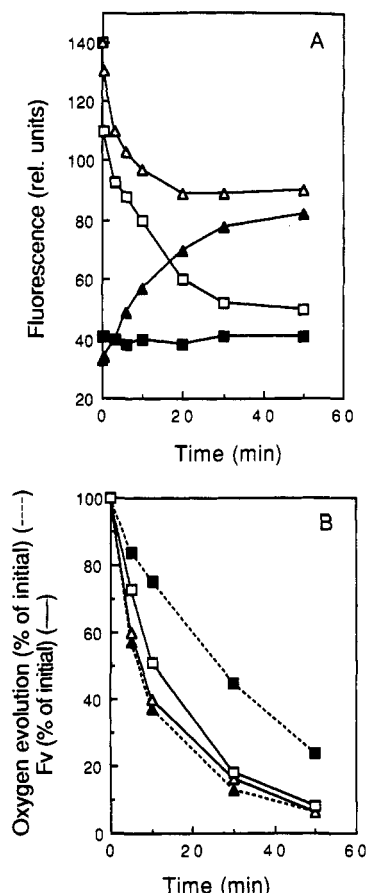 A
140
120
100
80
60
40
20
Fluorescence (rel. units)
0 20 40 60
Time (min)
B
100
80
60
40
20
0
Oxygen evolution (% of initial) (----)
Fv (% of initial) (—)
0 20 40 60
Time (min)